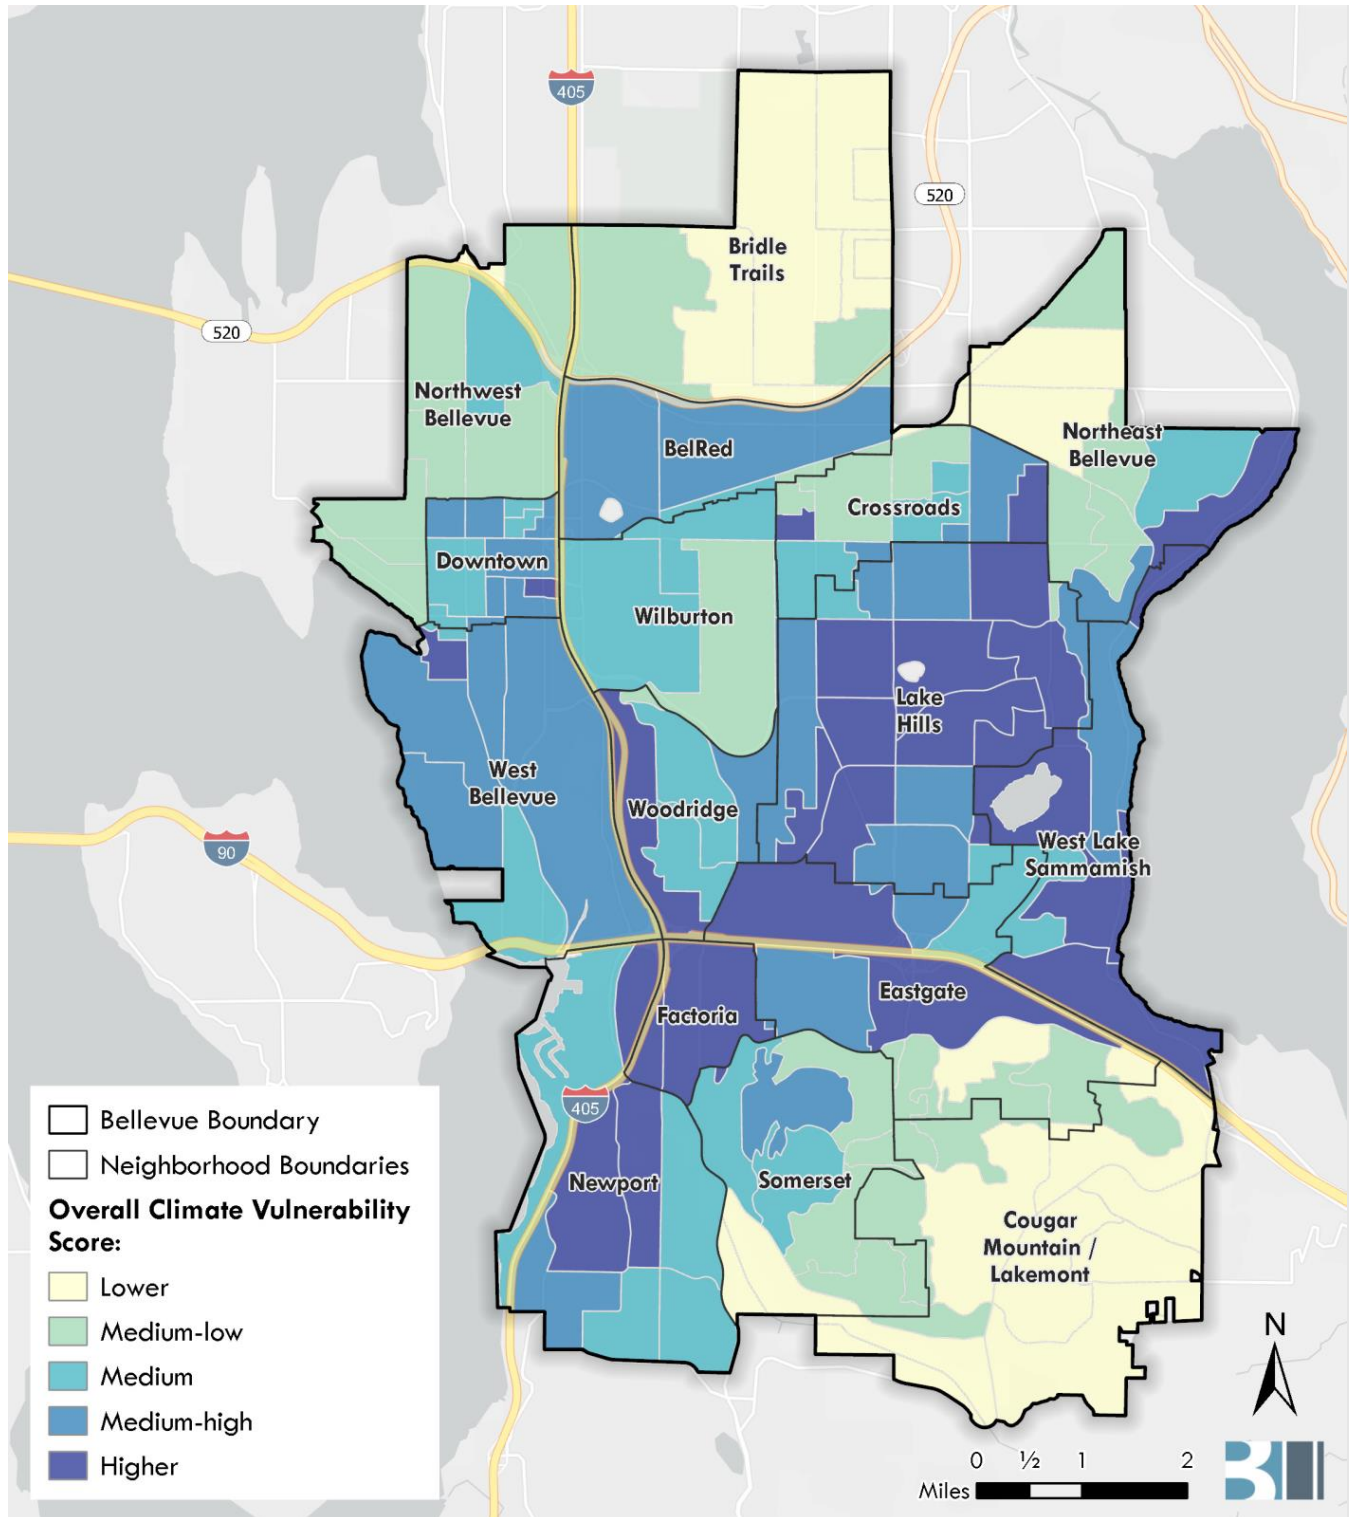 405
520
Bridle
Trails
520
Northwest
Bellevue
BelRed
Northeast
Bellevue
Crossroads
Downtown
Wilburton
Lake
Hills
West
Bellevue
Woodridge
West Lake
Sammamish
90
Eastgate
Factoria
405
Newport
Somerset
Cougar
Mountain /
Lakemont
Bellevue Boundary
Neighborhood Boundaries
Overall Climate Vulnerability
Score:
Lower
Medium-low
Medium
Medium-high
Higher
N
0 ½ 1 2
Miles